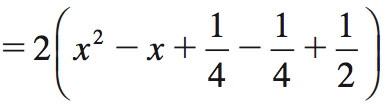 = 2(x² − x + 1/4 − 1/4 + 1/2)